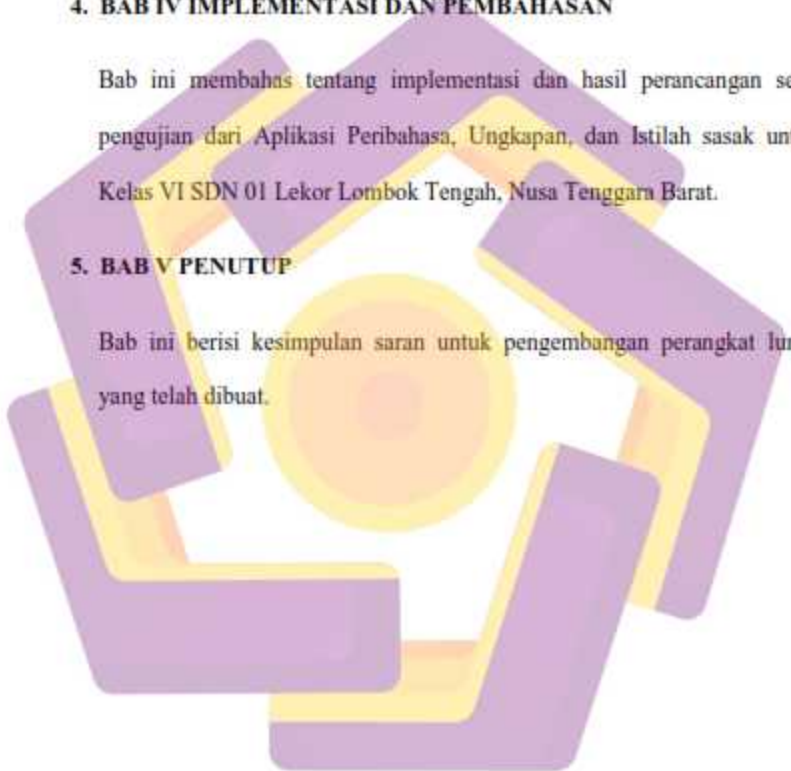 4. BAB IV IMPLEMENTASI DAN PEMBAHASAN
Bab ini membahas tentang implementasi dan hasil perancangan se
pengujian dari Aplikasi Peribahasa, Ungkapan, dan Istilah sasak un
Kelas VI SDN 01 Lekor Lombok Tengah, Nusa Tenggara Barat.
5. BAB V PENUTUP
Bab ini berisi kesimpulan saran untuk pengembangan perangkat lu
yang telah dibuat.